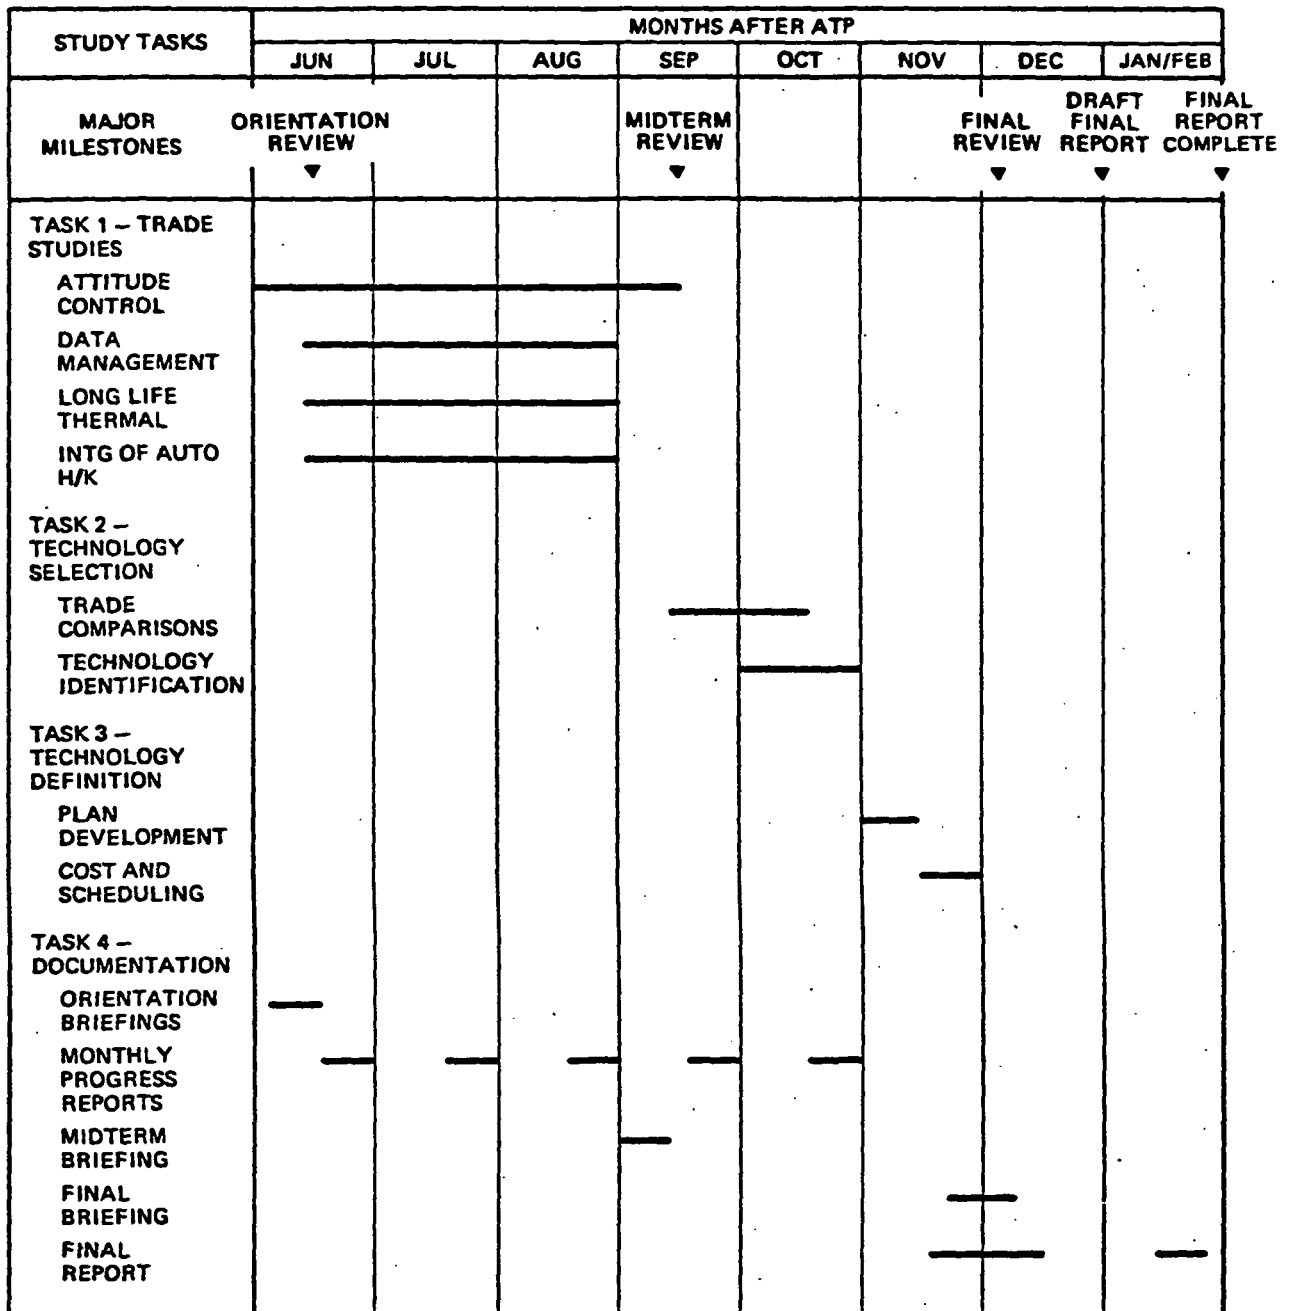 STUDY TASKS
MONTHS AFTER ATP
JUN JUL AUG SEP OCT NOV DEC JAN/FEB
MAJOR
MILESTONES
ORIENTATION
REVIEW
MIDTERM
REVIEW
FINAL
REVIEW
DRAFT
FINAL
REPORT
FINAL
REPORT
COMPLETE
TASK 1 – TRADE
STUDIES
ATTITUDE
CONTROL
DATA
MANAGEMENT
LONG LIFE
THERMAL
INTG OF AUTO
H/K
TASK 2 –
TECHNOLOGY
SELECTION
TRADE
COMPARISONS
TECHNOLOGY
IDENTIFICATION
TASK 3 –
TECHNOLOGY
DEFINITION
PLAN
DEVELOPMENT
COST AND
SCHEDULING
TASK 4 –
DOCUMENTATION
ORIENTATION
BRIEFINGS
MONTHLY
PROGRESS
REPORTS
MIDTERM
BRIEFING
FINAL
BRIEFING
FINAL
REPORT